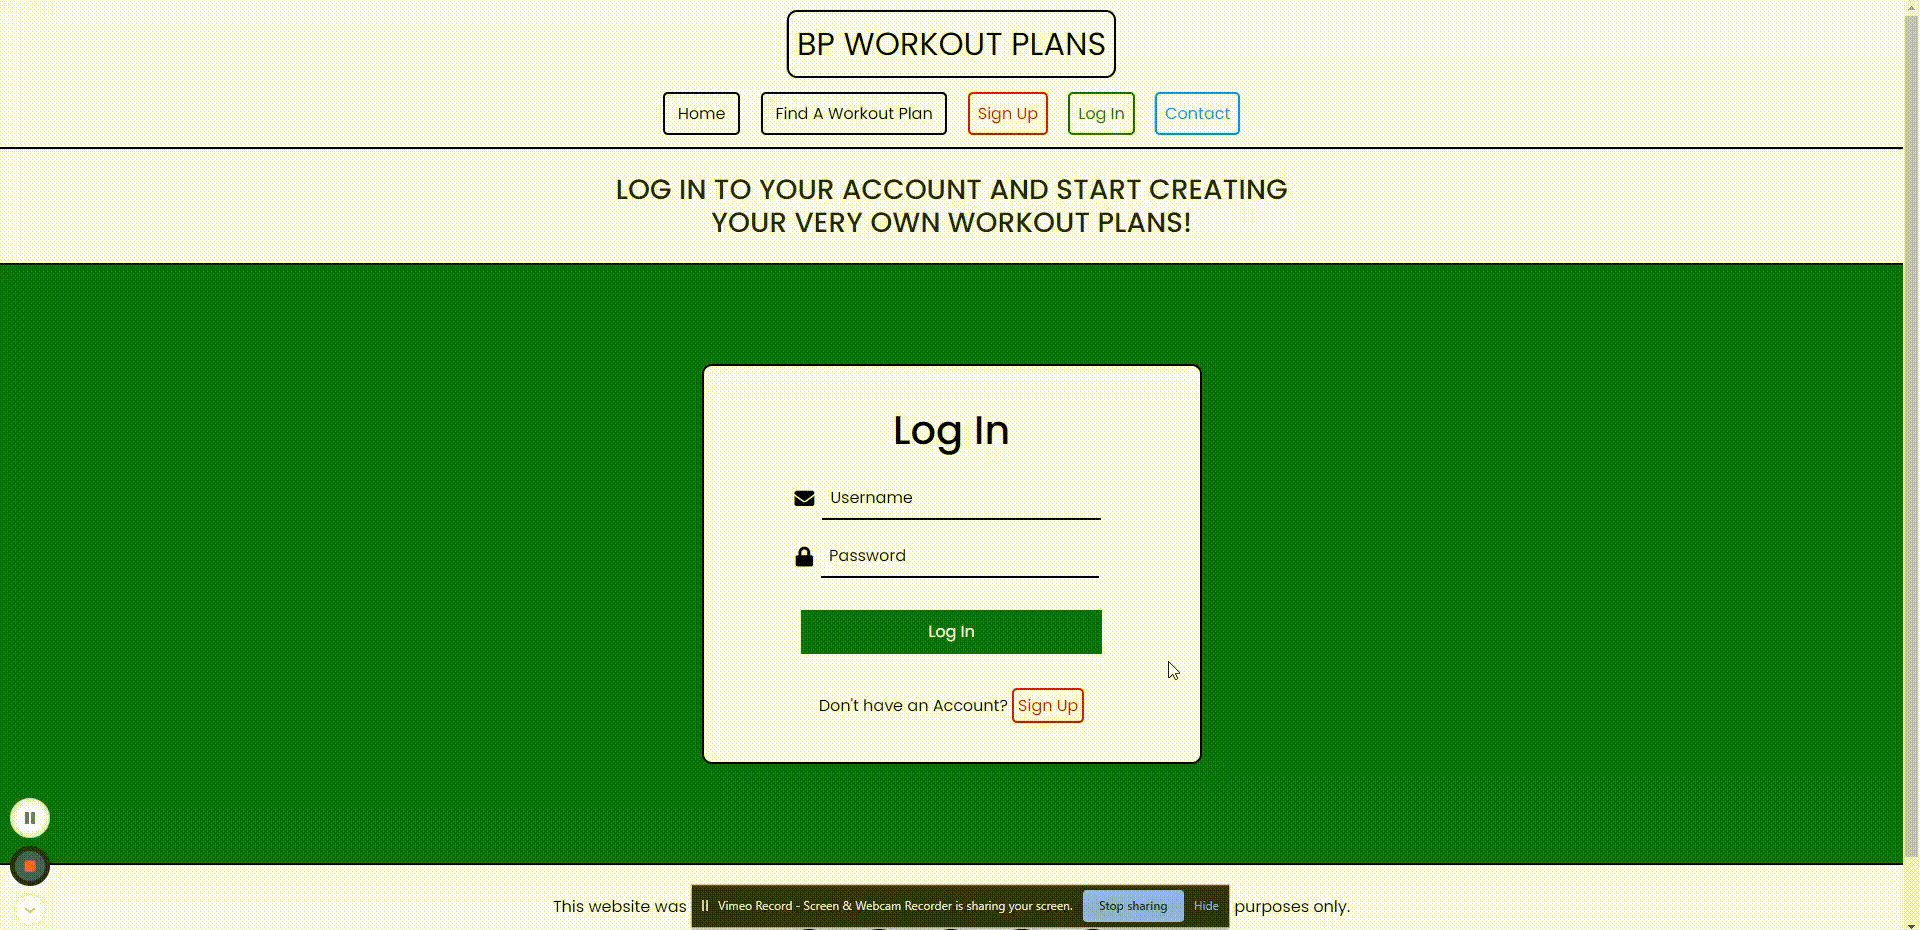 BP WORKOUT PLANS
Home Find A Workout Plan Sign Up Log In Contact
LOG IN TO YOUR ACCOUNT AND START CREATING
YOUR VERY OWN WORKOUT PLANS!
Log In
Username
Password
Log In
Don't have an Account? Sign Up
This website was purposes only.
Vimeo Record - Screen & Webcam Recorder is sharing your screen. Stop sharing Hide